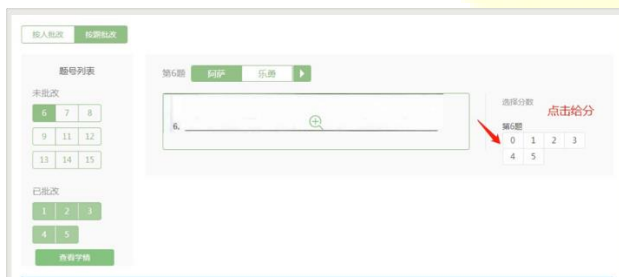 按人批改 按题批改
题号列表
第6题 阿萨 乐兽
未批改
选择分数 点击给分
6 7 8
6.
第6题
9 11 12
0 1 2 3
13 14 15
4 5
已批改
1 2 3
4 5
查看学情